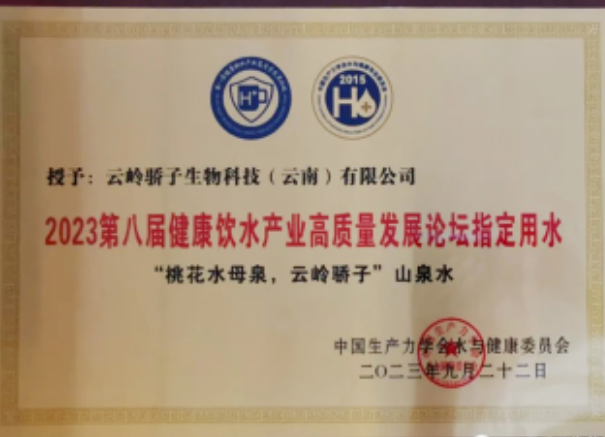 2015
授予：云岭骄子生物科技（云南）有限公司
2023第八届健康饮水产业高质量发展论坛指定用水
“桃花水母泉，云岭骄子”山泉水
中国生产力学会水与健康委员会
二〇二三年九月二十二日